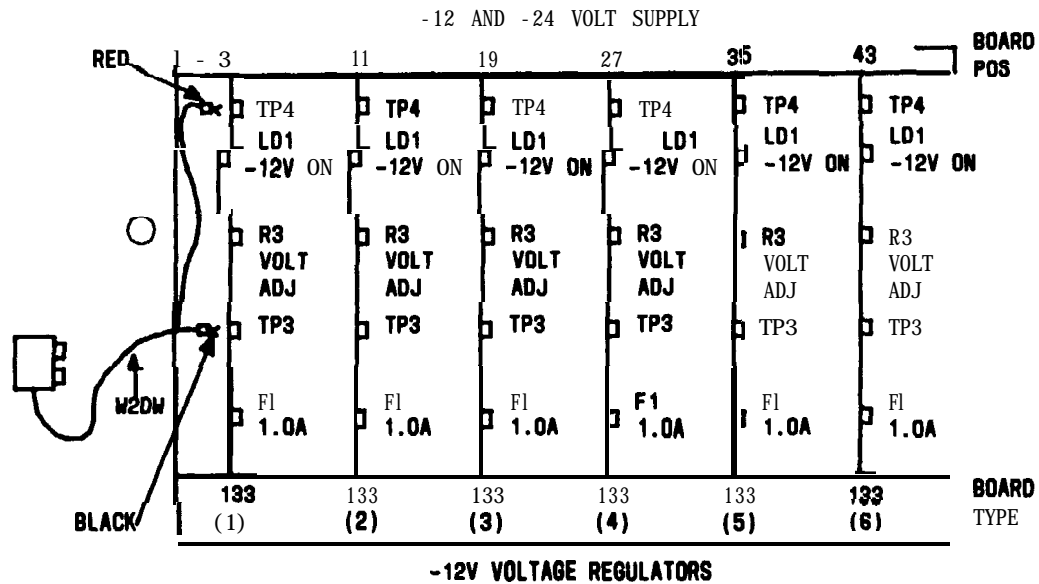 -12 AND -24 VOLT SUPPLY
RED 1 - 3 11 19 27 35 43 BOARD POS
TP4 TP4 TP4 TP4 TP4 TP4
LD1 LD1 LD1 LD1 LD1 LD1
-12V ON -12V ON -12V ON -12V ON -12V ON -12V ON
R3 R3 R3 R3 R3 R3
VOLT VOLT VOLT VOLT VOLT VOLT
ADJ ADJ ADJ ADJ ADJ ADJ
TP3 TP3 TP3 TP3 TP3 TP3
W2DW
Fl Fl Fl F1 Fl Fl
1.0A 1.0A 1.0A 1.0A 1.0A 1.0A
133 133 133 133 133 133 BOARD
BLACK (1) (2) (3) (4) (5) (6) TYPE
-12V VOLTAGE REGULATORS